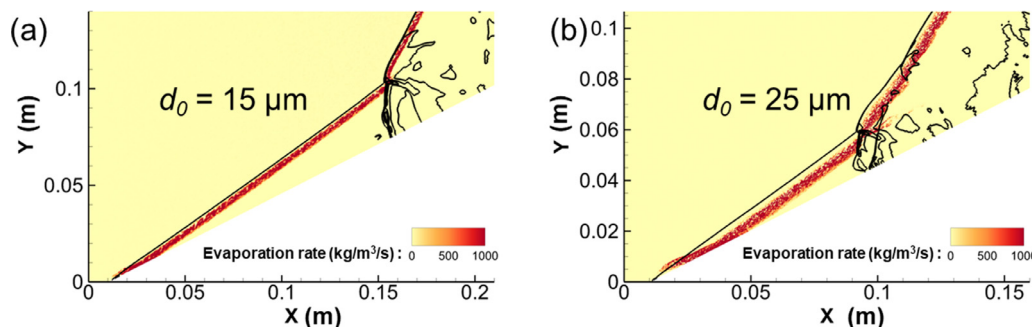 (a)
d₀ = 15 µm
Y (m)
0.1
0.05
0
Evaporation rate (kg/m³/s) :
0 500 1000
0 0.05 0.1 0.15 0.2
X (m)
(b)
d₀ = 25 µm
Y (m)
0.1
0.08
0.06
0.04
0.02
0
Evaporation rate (kg/m³/s) :
0 500 1000
0 0.05 0.1 0.15
X (m)